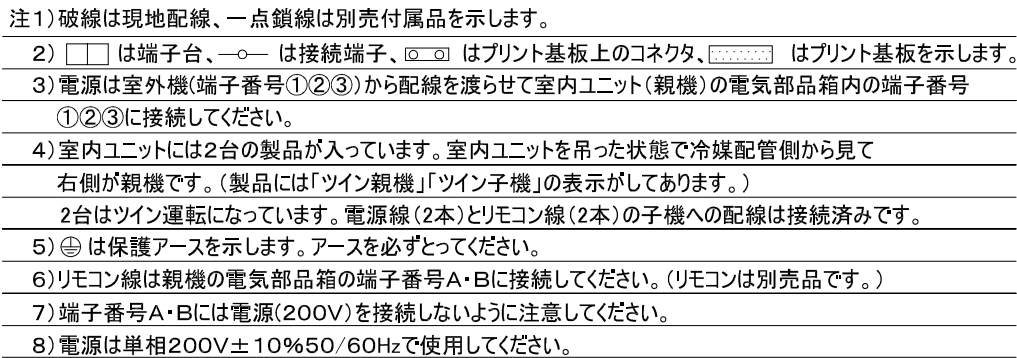 注1)破線は現地配線、一点鎖線は別売付属品を示します。
2) は端子台、 は接続端子、 はプリント基板上のコネクタ、 はプリント基板を示します。
3)電源は室外機(端子番号①②③)から配線を渡らせて室内ユニット(親機)の電気部品箱内の端子番号
①②③に接続してください。
4)室内ユニットには2台の製品が入っています。室内ユニットを吊った状態で冷媒配管側から見て
右側が親機です。(製品には「ツイン親機」「ツイン子機」の表示がしてあります。)
2台はツイン運転になっています。電源線(2本)とリモコン線(2本)の子機への配線は接続済みです。
5) は保護アースを示します。アースを必ずとってください。
6)リモコン線は親機の電気部品箱の端子番号A・Bに接続してください。(リモコンは別売品です。)
7)端子番号A・Bには電源(200V)を接続しないように注意してください。
8)電源は単相200V±10%50/60Hzで使用してください。